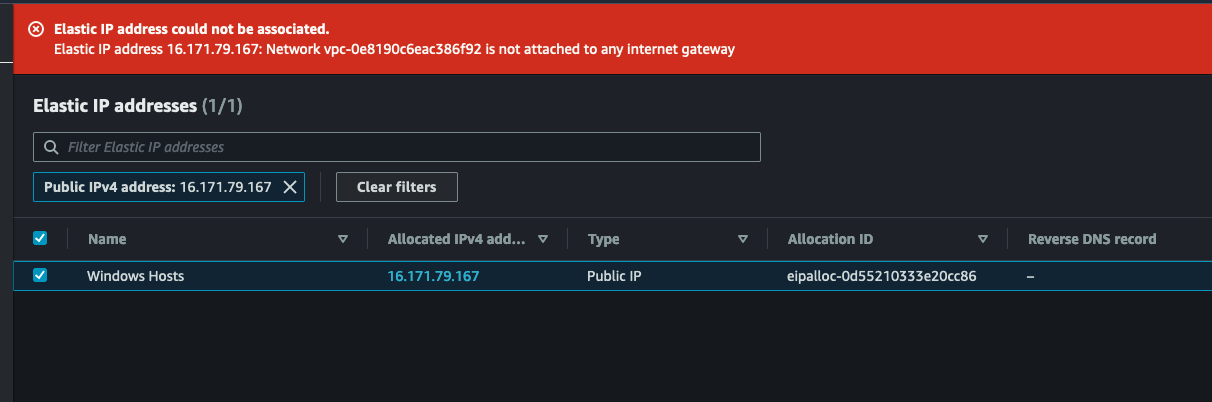 Elastic IP address could not be associated.
Elastic IP address 16.171.79.167: Network vpc-0e8190c6eac386f92 is not attached to any internet gateway
Elastic IP addresses (1/1)
Filter Elastic IP addresses
Public IPv4 address: 16.171.79.167
Clear filters
Name Allocated IPv4 add... Type Allocation ID Reverse DNS record
Windows Hosts 16.171.79.167 Public IP eipalloc-0d55210333e20cc86 –